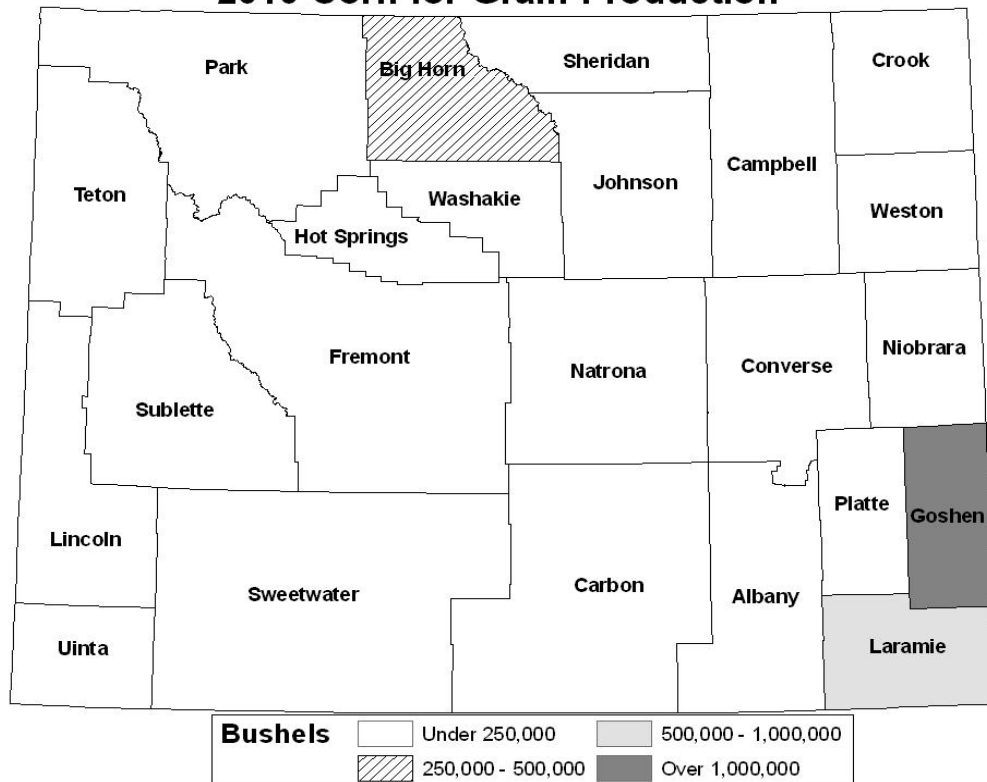 Corn for Grain Production
Park
Big Horn
Sheridan
Crook
Teton
Washakie
Johnson
Campbell
Weston
Hot Springs
Fremont
Natrona
Converse
Niobrara
Sublette
Platte
Goshen
Lincoln
Sweetwater
Carbon
Albany
Uinta
Laramie
Bushels
Under 250,000
500,000 - 1,000,000
250,000 - 500,000
Over 1,000,000